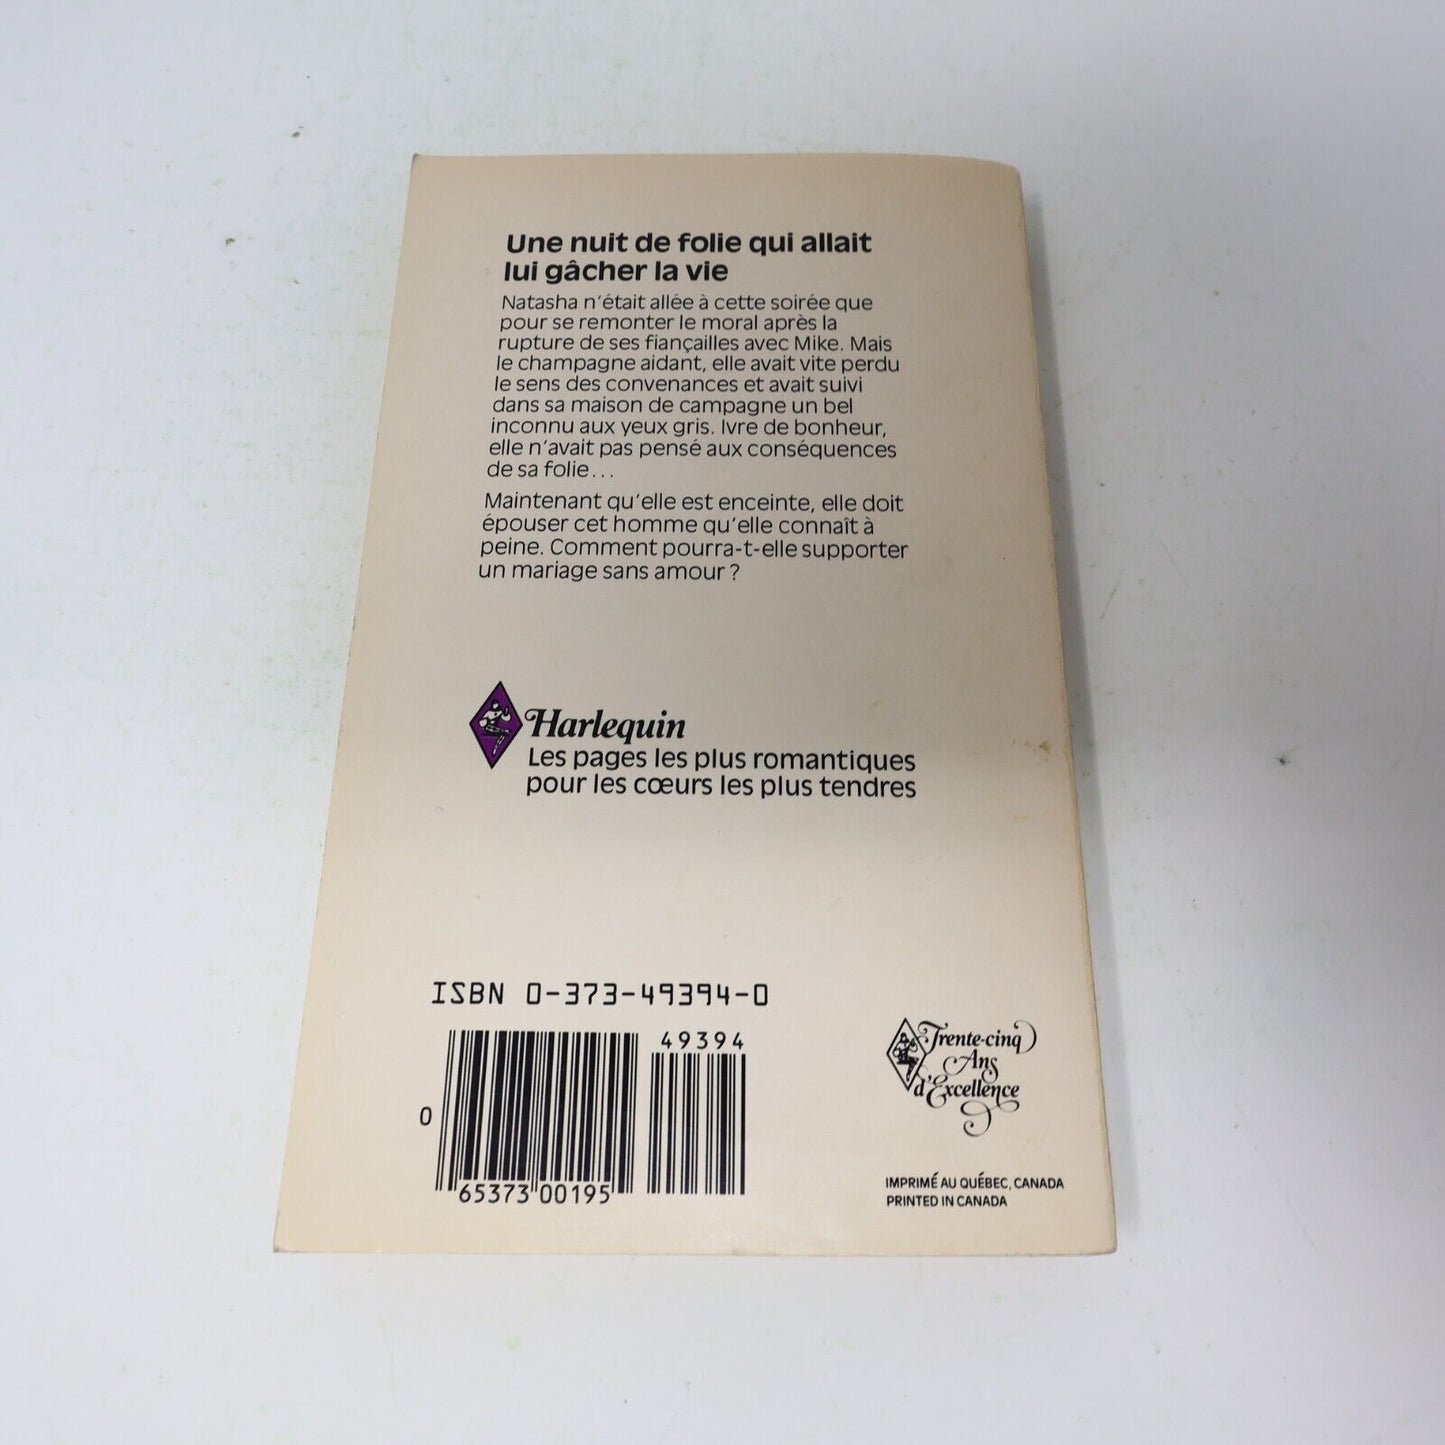 Une nuit de folie qui allait
lui gâcher la vie
Natasha n'était allée à cette soirée que
pour se remonter le moral après la
rupture de ses fiançailles avec Mike. Mais
le champagne aidant, elle avait vite perdu
le sens des convenances et avait suivi
dans sa maison de campagne un bel
inconnu aux yeux gris. Ivre de bonheur,
elle n'avait pas pensé aux conséquences
de sa folie...
Maintenant qu'elle est enceinte, elle doit
épouser cet homme qu'elle connaît à
peine. Comment pourra-t-elle supporter
un mariage sans amour ?
Harlequin
Les pages les plus romantiques
pour les cœurs les plus tendres
ISBN 0-373-49394-0
49394
0
65373 00195
Trente-cinq
Ans
d'Excellence
IMPRIMÉ AU QUÉBEC, CANADA
PRINTED IN CANADA